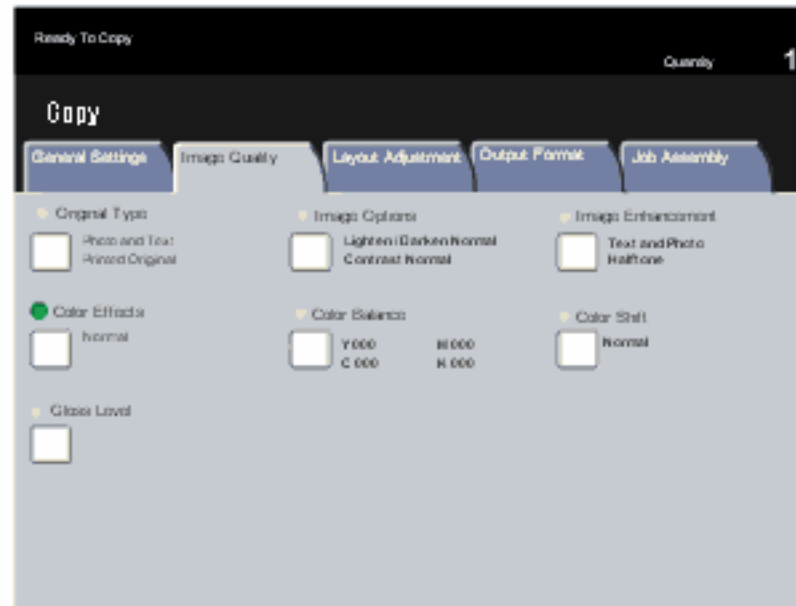 Ready To Copy
Quantity 1
Copy
General Settings Image Quality Layout Adjustment Output Format Job Assembly
Original Type Image Options Image Enhancement
Photo and Text Lighten/Darken Normal Text and Photo
Printed Original Contrast Normal Halftone
Color Effects Color Balance Color Shift
Normal Y 000 M 000 Normal
C 000 K 000
Gloss Level